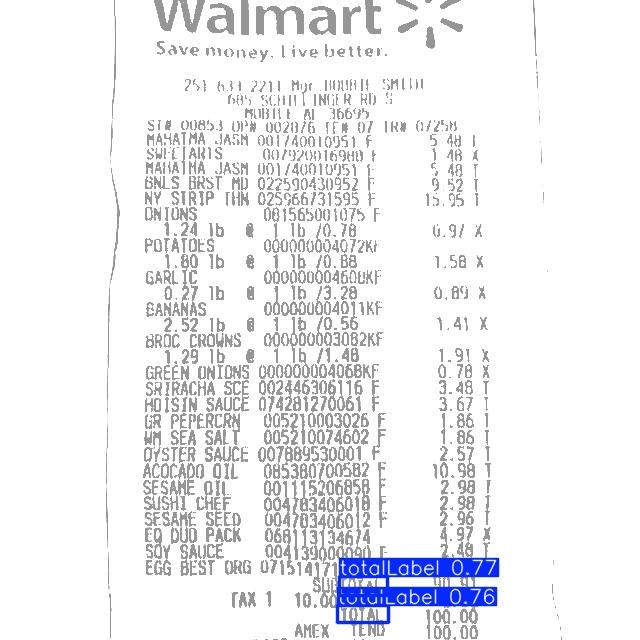 Walmart
Save money. Live better.
251 633 2211 Mgr. SMITH
685 SCHILLINGER RD S
MOBILE AL 36695
ST# 00853 OP# 002876 TE# 07 TR# 07258
MAHATMA JASM 001740010951 F 5.48 T
SWEETARTS 007920016980 F 1.48 X
MAHATMA JASM 001740010951 F 5.48 T
BNLS BRST MD 022590430952 F 9.52 T
NY STRIP THN 025966731595 F 15.95 T
ONIONS 081565001075 F
1.24 lb @ 1 lb /0.78 0.97 X
POTATOES 000000004072KF
1.80 lb @ 1 lb /0.88 1.58 X
GARLIC 000000004608KF
0.27 lb @ 1 lb /3.28 0.89 X
BANANAS 000000004011KF
2.52 lb @ 1 lb /0.56 1.41 X
BROC CROWNS 000000003082KF
1.29 lb @ 1 lb /1.48 1.91 X
GREEN ONIONS 000000004068KF 0.78 X
SRIRACHA SCE 002446306116 F 3.48 T
HOISIN SAUCE 074281270061 F 3.67 T
GR PEPERCRN 005210003026 F 1.86 T
WM SEA SALT 005210074602 F 1.86 T
OYSTER SAUCE 007889530001 F 2.57 T
ACOCADO OIL 085380700582 F 10.98 T
SESAME OIL 001115206858 F 2.98 T
SUSHI CHEF 004783406018 F 2.98 T
SESAME SEED 004783406012 F 2.96 T
EQ DUO PACK 068113134674 4.97 X
SOY SAUCE 004139000090 F 2.48 T
EGG BEST ORG 071514171
totalLabel 0.77
SUBTOTAL 90.91
TAX 1 10.00
totalLabel 0.76
TOTAL 100.00
AMEX TEND 100.00